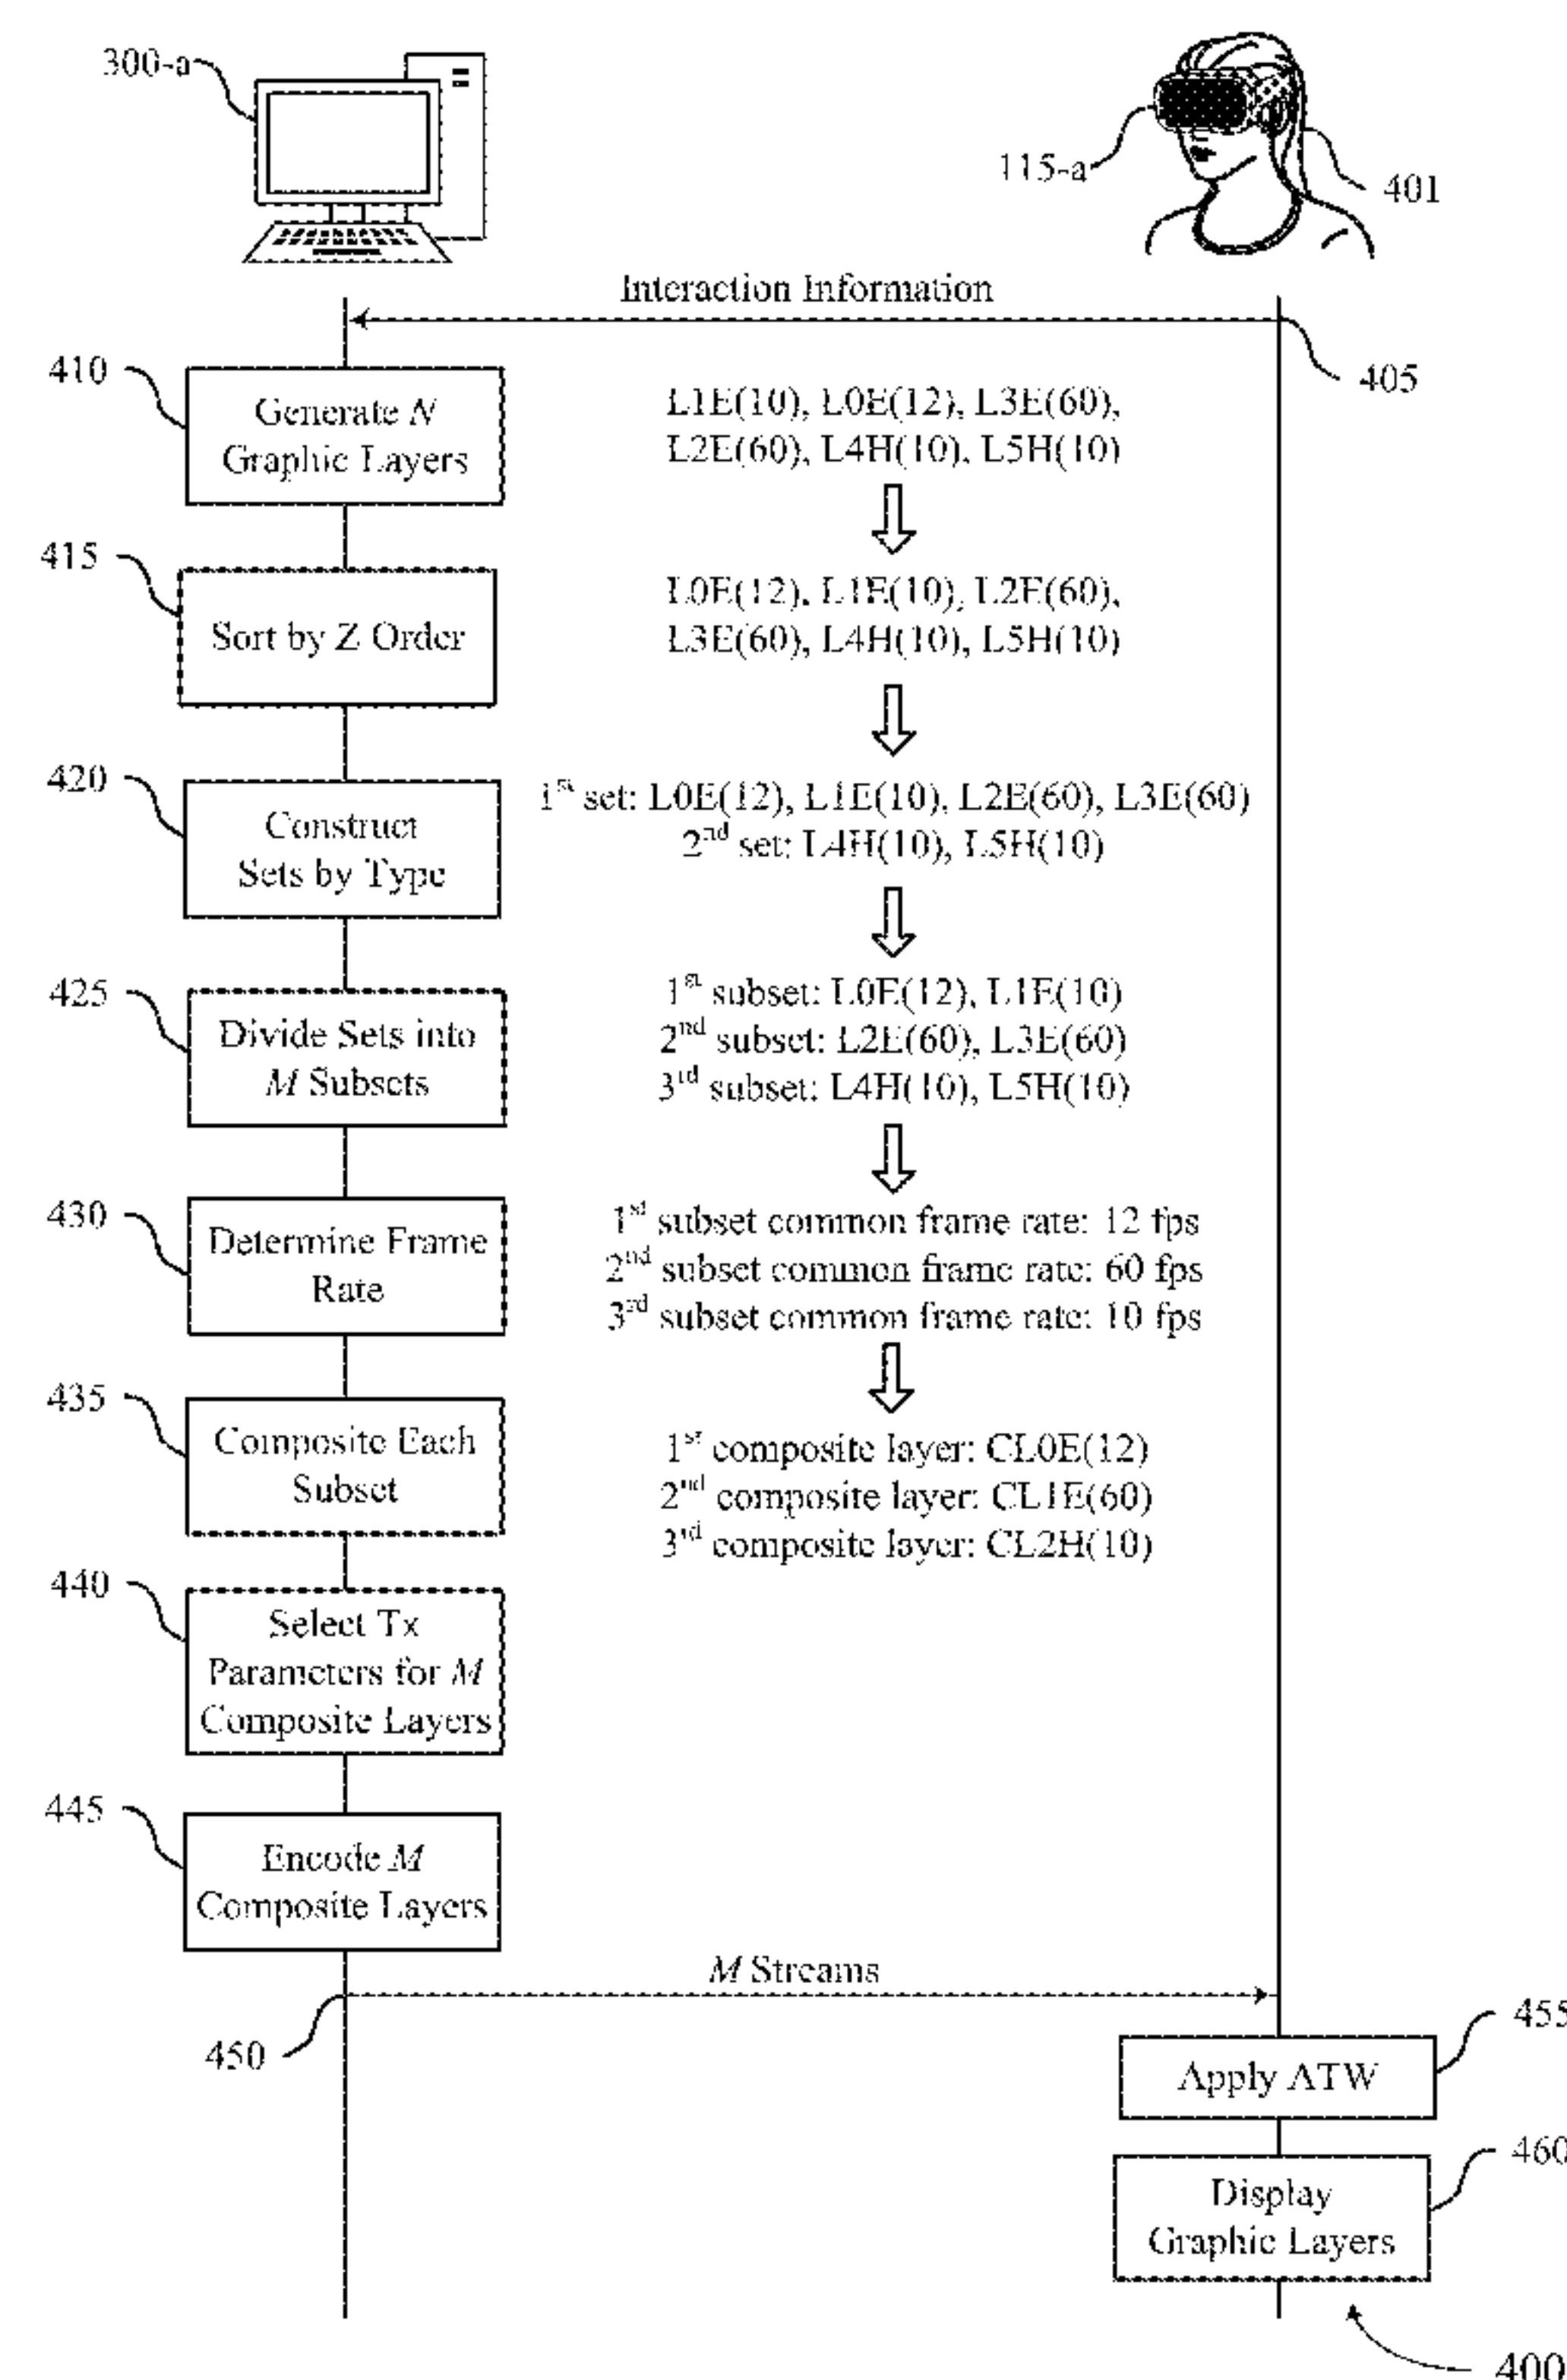 300-a
115-a
401
Interaction Information
405
410
Generate N
Graphic Layers
L1E(10), L0E(12), L3E(60),
L2E(60), L4H(10), L5H(10)
415
Sort by Z Order
L0E(12), L1E(10), L2E(60),
L3E(60), L4H(10), L5H(10)
420
Construct
Sets by Type
1st set: L0E(12), L1E(10), L2E(60), L3E(60)
2nd set: L4H(10), L5H(10)
425
Divide Sets into
M Subsets
1st subset: L0E(12), L1E(10)
2nd subset: L2E(60), L3E(60)
3rd subset: L4H(10), L5H(10)
430
Determine Frame
Rate
1st subset common frame rate: 12 fps
2nd subset common frame rate: 60 fps
3rd subset common frame rate: 10 fps
435
Composite Each
Subset
1st composite layer: CL0E(12)
2nd composite layer: CL1E(60)
3rd composite layer: CL2H(10)
440
Select Tx
Parameters for M
Composite Layers
445
Encode M
Composite Layers
M Streams
450
455
Apply ATW
460
Display
Graphic Layers
400